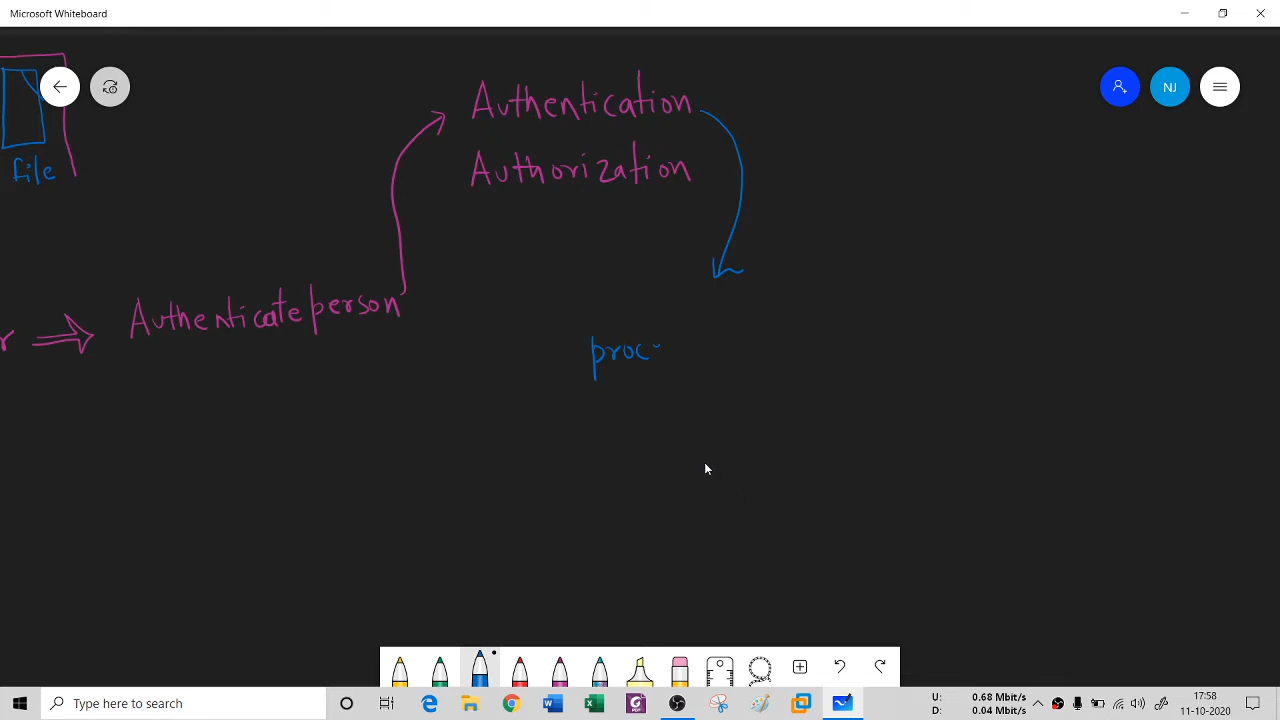 Microsoft Whiteboard
NJ
file
Authentication
Authorization
Authenticate person
r
proc
Type here to search
U: 0.68 Mbit/s
D: 0.04 Mbit/s
17:58
11-10-2020